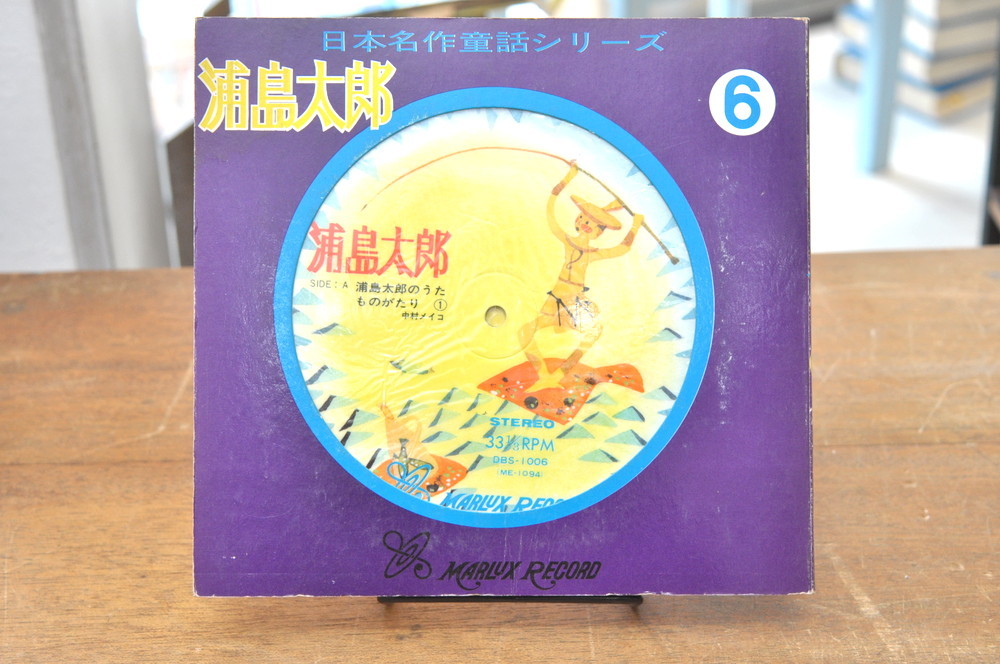 日本名作童話シリーズ
浦島太郎
6
浦島太郎
SIDE: A 浦島太郎のうた
ものがたり ①
中村メイコ
STEREO
33⅓RPM
DBS-1006
(ME-1094)
MARLUX RECO
MARLUX RECORD